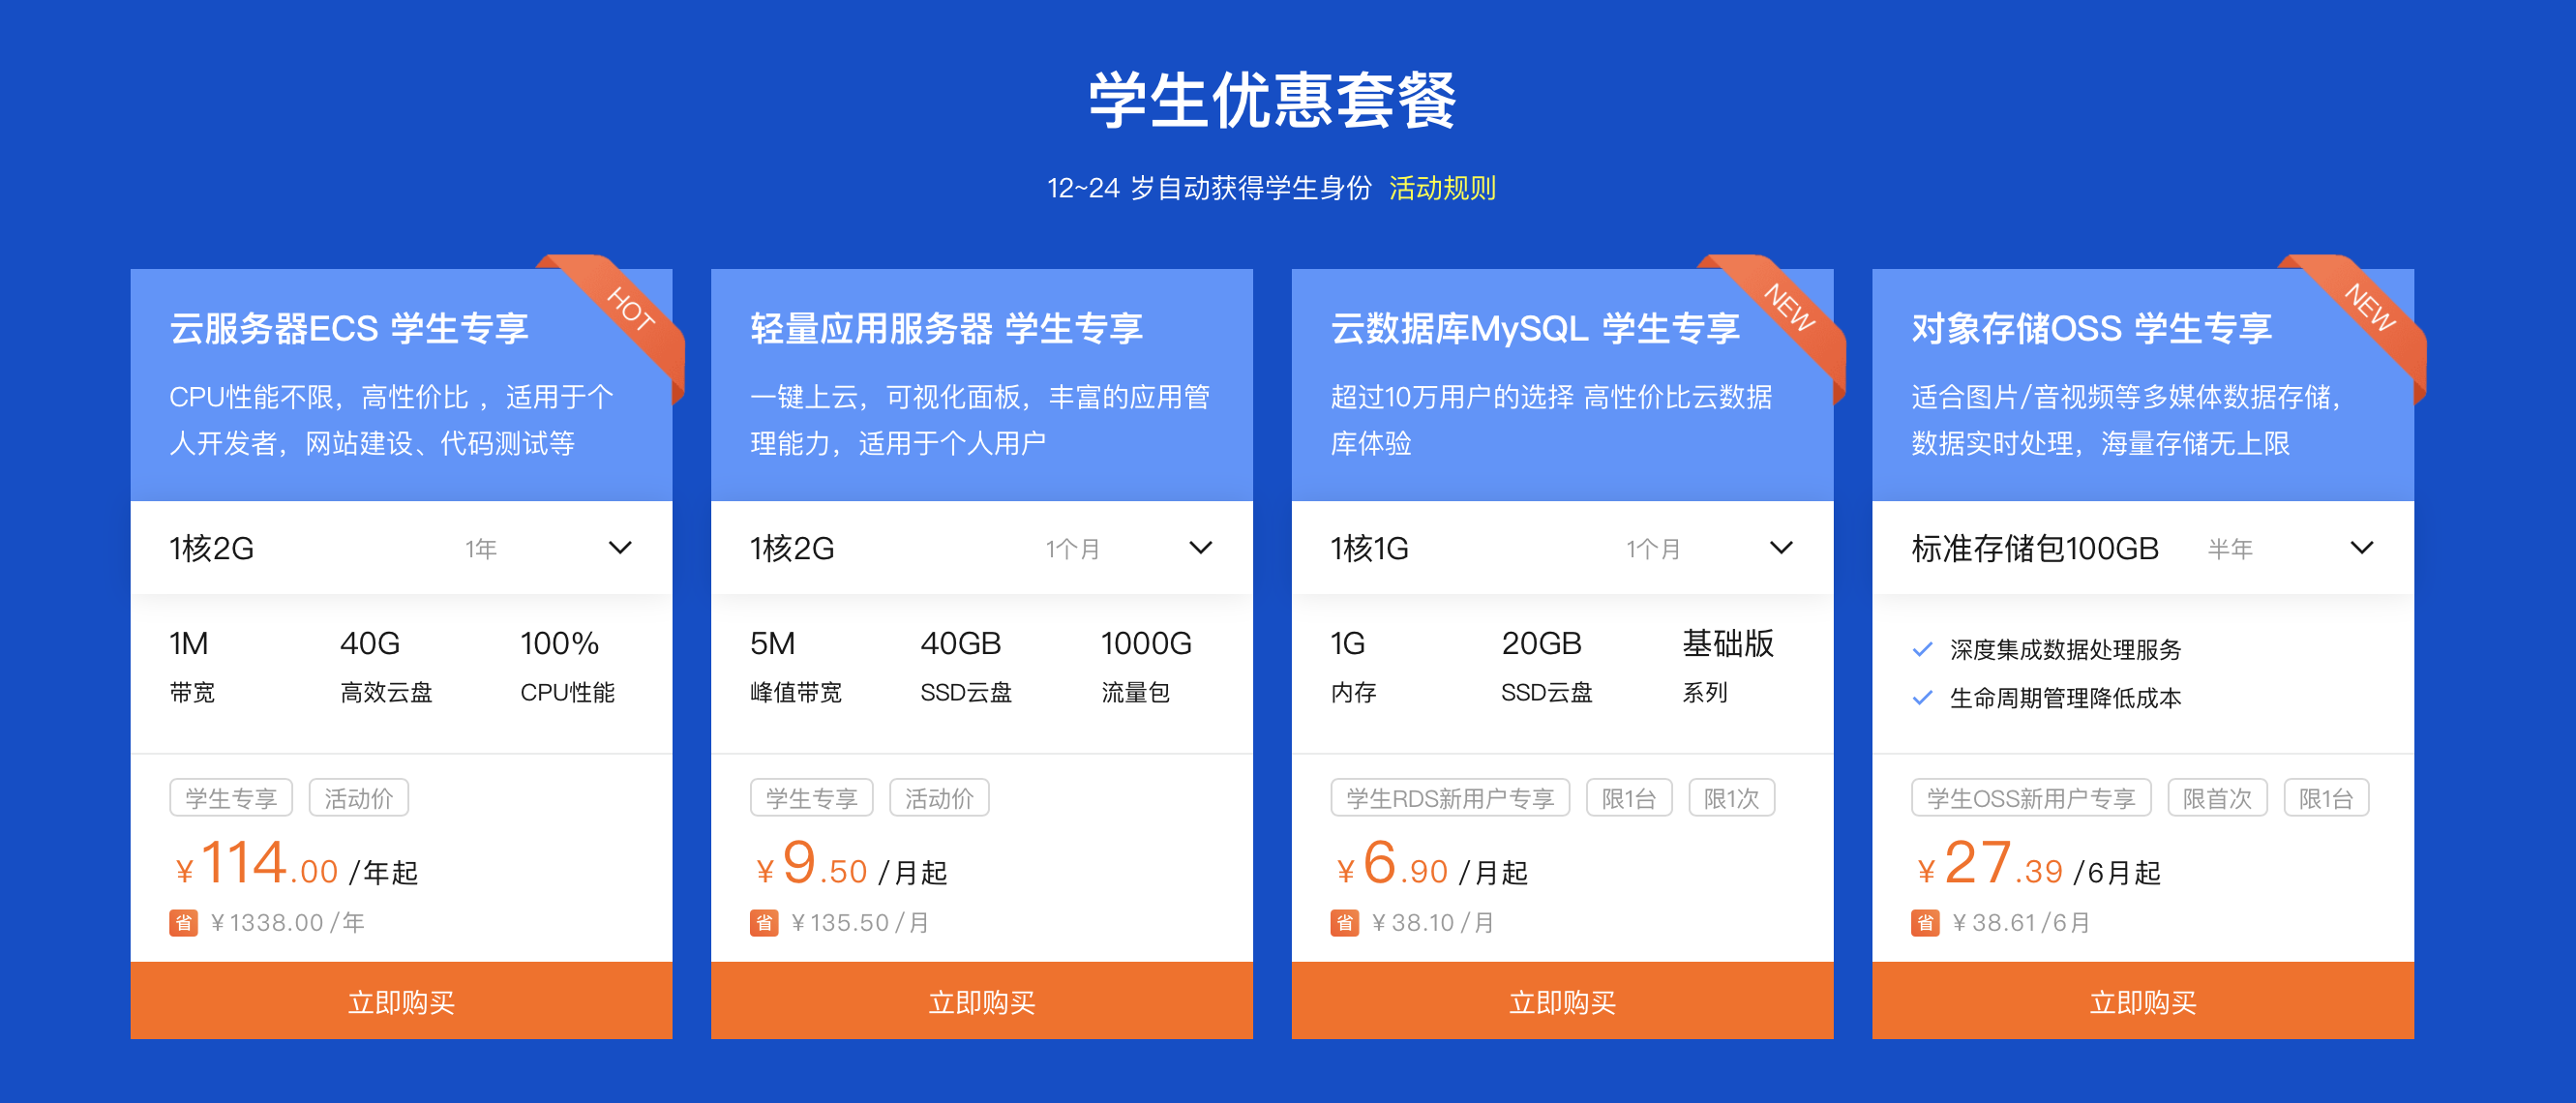 学生优惠套餐
12~24 岁自动获得学生身份 活动规则
HOT
云服务器ECS 学生专享
CPU性能不限，高性价比 ，适用于个
人开发者，网站建设、代码测试等
1核2G 1年
1M 40G 100%
带宽 高效云盘 CPU性能
学生专享 活动价
¥114.00 /年起
省 ¥1338.00/年
立即购买
轻量应用服务器 学生专享
一键上云，可视化面板，丰富的应用管
理能力，适用于个人用户
1核2G 1个月
5M 40GB 1000G
峰值带宽 SSD云盘 流量包
学生专享 活动价
¥9.50 /月起
省 ¥135.50/月
立即购买
NEW
云数据库MySQL 学生专享
超过10万用户的选择 高性价比云数据
库体验
1核1G 1个月
1G 20GB 基础版
内存 SSD云盘 系列
学生RDS新用户专享 限1台 限1次
¥6.90 /月起
省 ¥38.10/月
立即购买
NEW
对象存储OSS 学生专享
适合图片/音视频等多媒体数据存储，
数据实时处理，海量存储无上限
标准存储包100GB 半年
深度集成数据处理服务
生命周期管理降低成本
学生OSS新用户专享 限首次 限1台
¥27.39 /6月起
省 ¥38.61/6月
立即购买